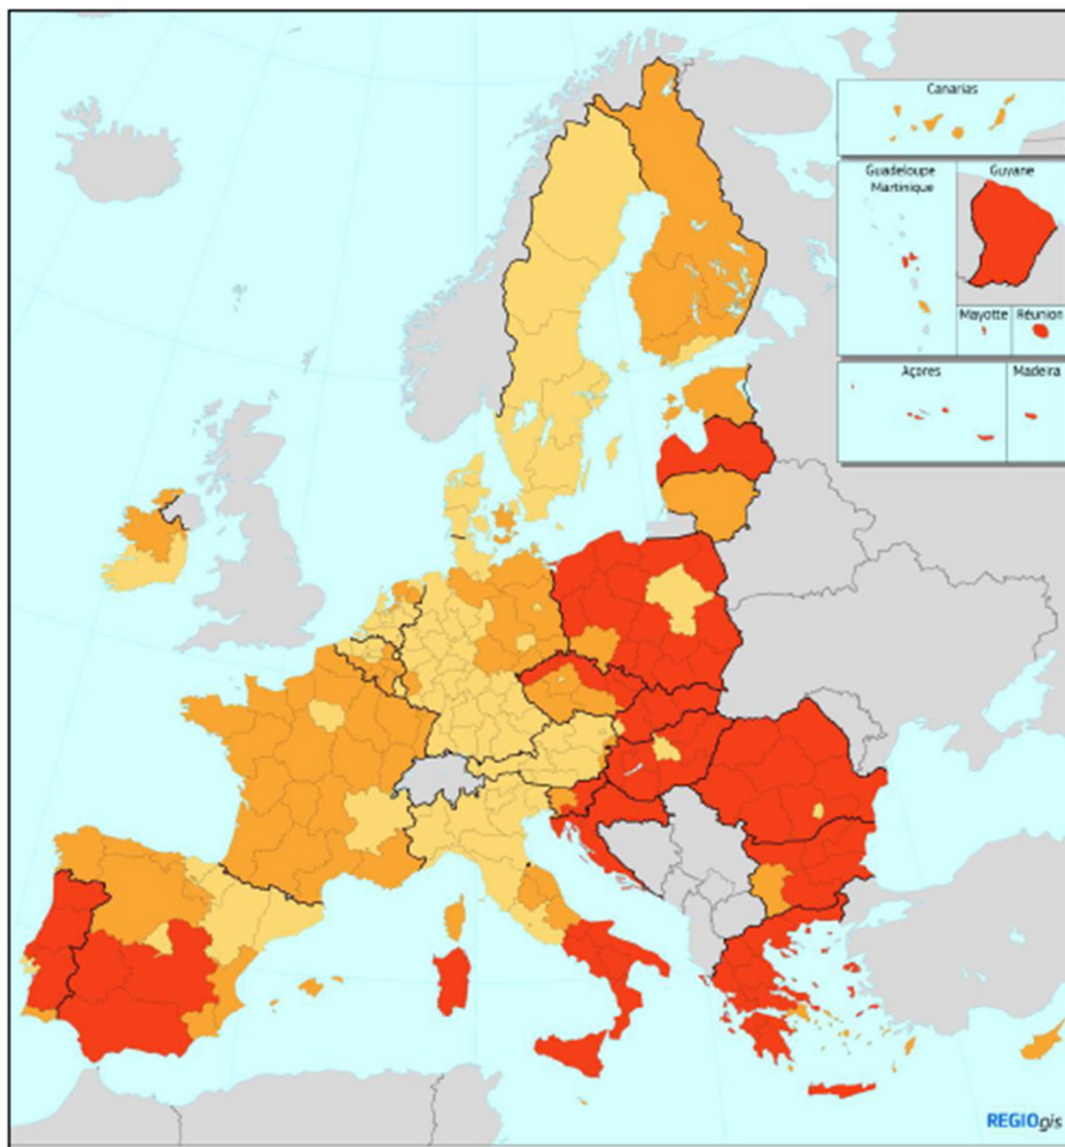 Canarias
Guadeloupe
Martinique
Guyane
Mayotte
Réunion
Açores
Madeira
REGIOgis